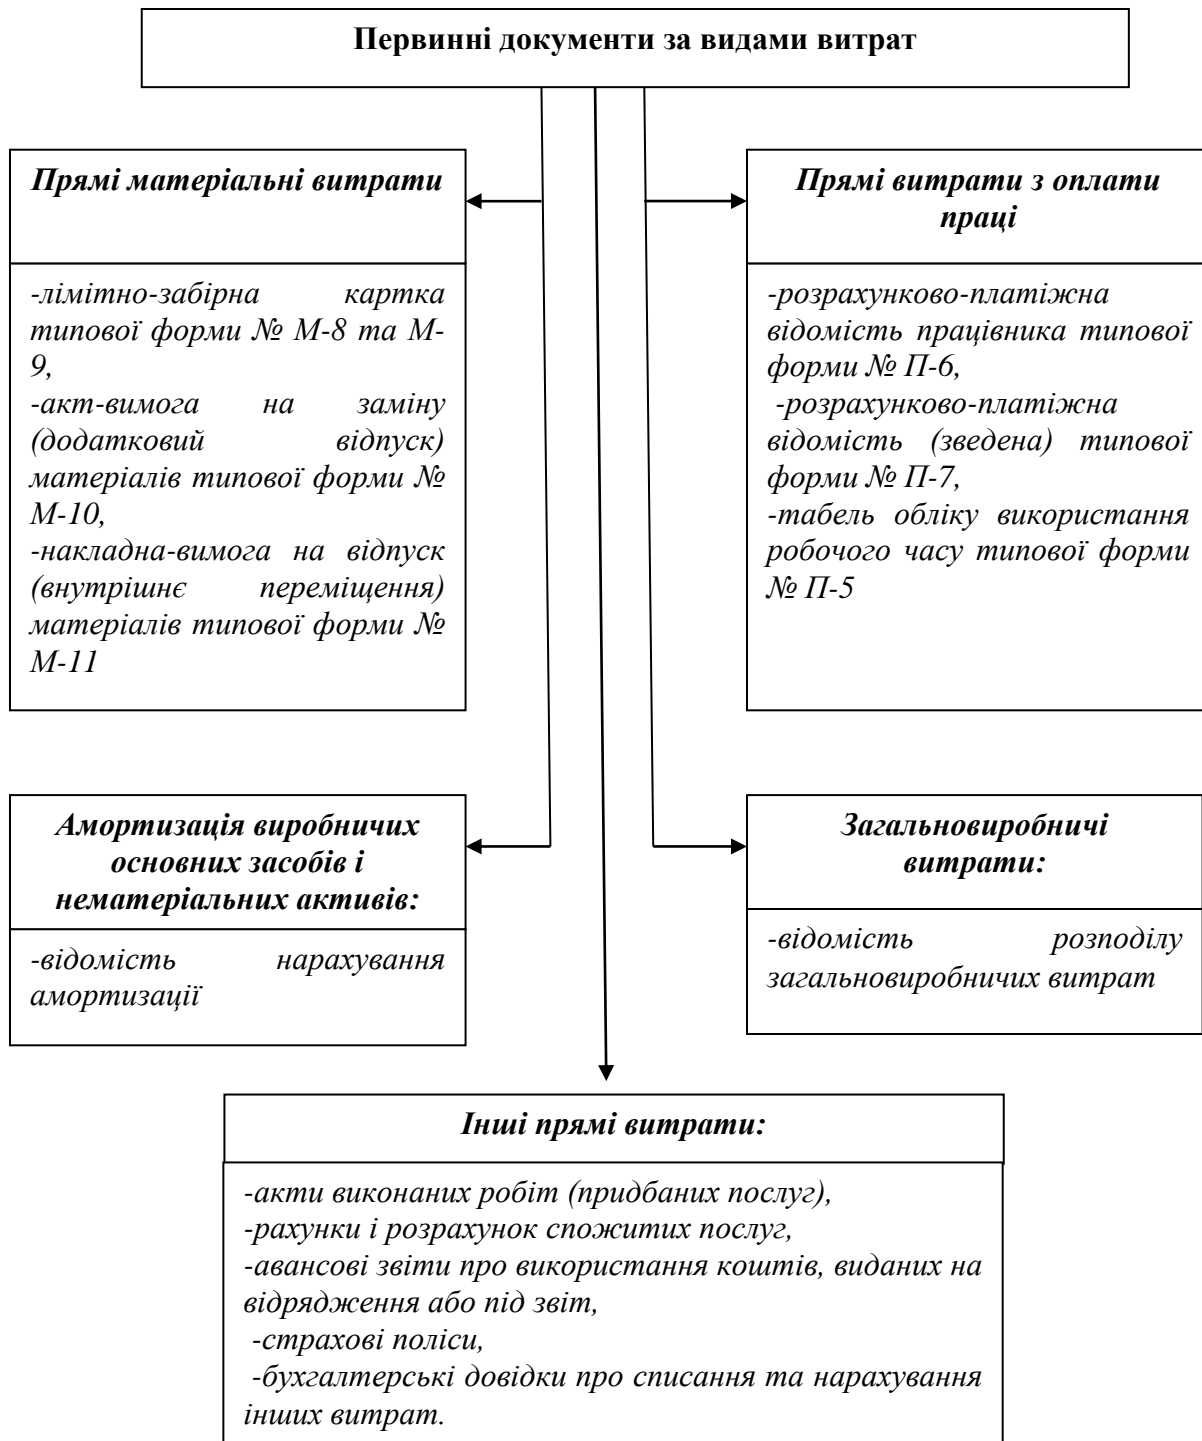 Первинні документи за видами витрат
Прямі матеріальні витрати
-лімітно-забірна картка
типової форми № М-8 та М-
9,
-акт-вимога на заміну
(додатковий відпуск)
матеріалів типової форми №
М-10,
-накладна-вимога на відпуск
(внутрішнє переміщення)
матеріалів типової форми №
М-11
Прямі витрати з оплати
праці
-розрахунково-платіжна
відомість працівника типової
форми № П-6,
-розрахунково-платіжна
відомість (зведена) типової
форми № П-7,
-табель обліку використання
робочого часу типової форми
№ П-5
Амортизація виробничих
основних засобів і
нематеріальних активів:
-відомість нарахування
амортизації
Загальновиробничі
витрати:
-відомість розподілу
загальновиробничих витрат
Інші прямі витрати:
-акти виконаних робіт (придбаних послуг),
-рахунки і розрахунок спожитих послуг,
-авансові звіти про використання коштів, виданих на
відрядження або під звіт,
-страхові поліси,
-бухгалтерські довідки про списання та нарахування
інших витрат.